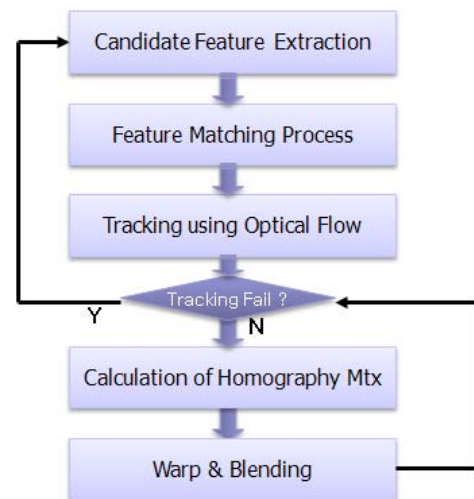 Candidate Feature Extraction
Feature Matching Process
Tracking using Optical Flow
Tracking Fail ?
Y
N
Calculation of Homography Mtx
Warp & Blending